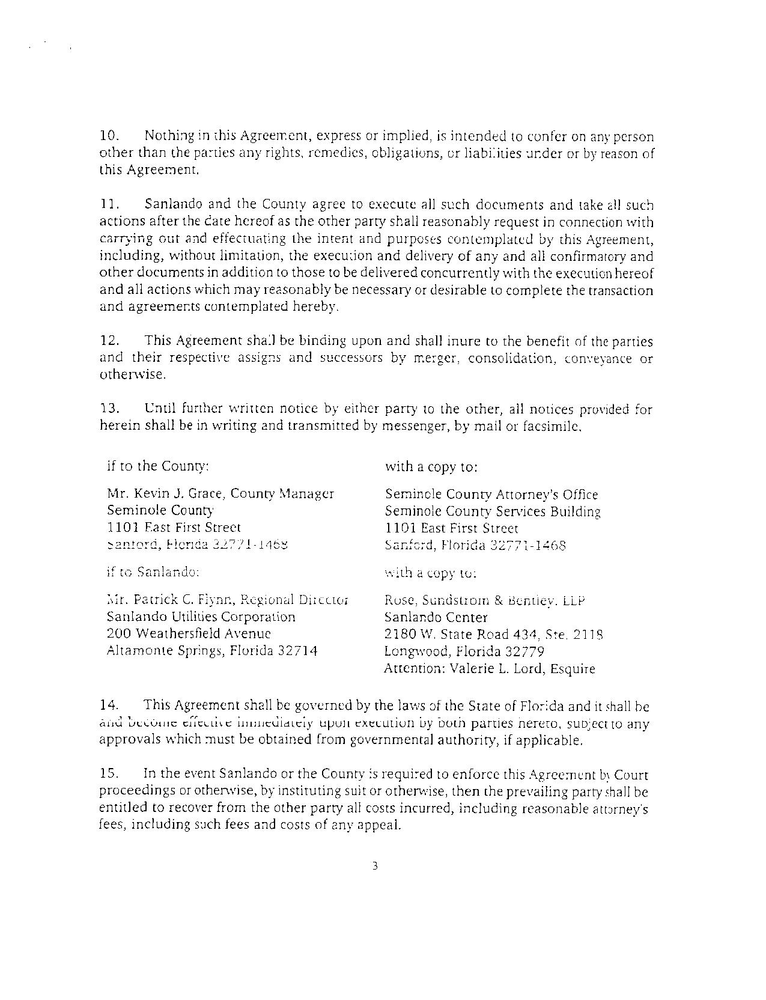 10. Nothing in this Agreement, express or implied, is intended to confer on any person
other than the parties any rights, remedies, obligations, or liabilities under or by reason of
this Agreement.
11. Sanlando and the County agree to execute all such documents and take all such
actions after the date hereof as the other party shall reasonably request in connection with
carrying out and effectuating the intent and purposes contemplated by this Agreement,
including, without limitation, the execution and delivery of any and all confirmatory and
other documents in addition to those to be delivered concurrently with the execution hereof
and all actions which may reasonably be necessary or desirable to complete the transaction
and agreements contemplated hereby.
12. This Agreement shall be binding upon and shall inure to the benefit of the parties
and their respective assigns and successors by merger, consolidation, conveyance or
otherwise.
13. Until further written notice by either party to the other, all notices provided for
herein shall be in writing and transmitted by messenger, by mail or facsimile.
if to the County:
Mr. Kevin J. Grace, County Manager
Seminole County
1101 East First Street
Sanford, Florida 32771-1468
with a copy to:
Seminole County Attorney's Office
Seminole County Services Building
1101 East First Street
Sanford, Florida 32771-1468
if to Sanlando:
Mr. Patrick C. Flynn, Regional Director
Sanlando Utilities Corporation
200 Weathersfield Avenue
Altamonte Springs, Florida 32714
with a copy to:
Rose, Sundstrom & Bentley, LLP
Sanlando Center
2180 W. State Road 434, Ste. 2118
Longwood, Florida 32779
Attention: Valerie L. Lord, Esquire
14. This Agreement shall be governed by the laws of the State of Florida and it shall be
and become effective immediately upon execution by both parties hereto, subject to any
approvals which must be obtained from governmental authority, if applicable.
15. In the event Sanlando or the County is required to enforce this Agreement by Court
proceedings or otherwise, by instituting suit or otherwise, then the prevailing party shall be
entitled to recover from the other party all costs incurred, including reasonable attorney's
fees, including such fees and costs of any appeal.
3